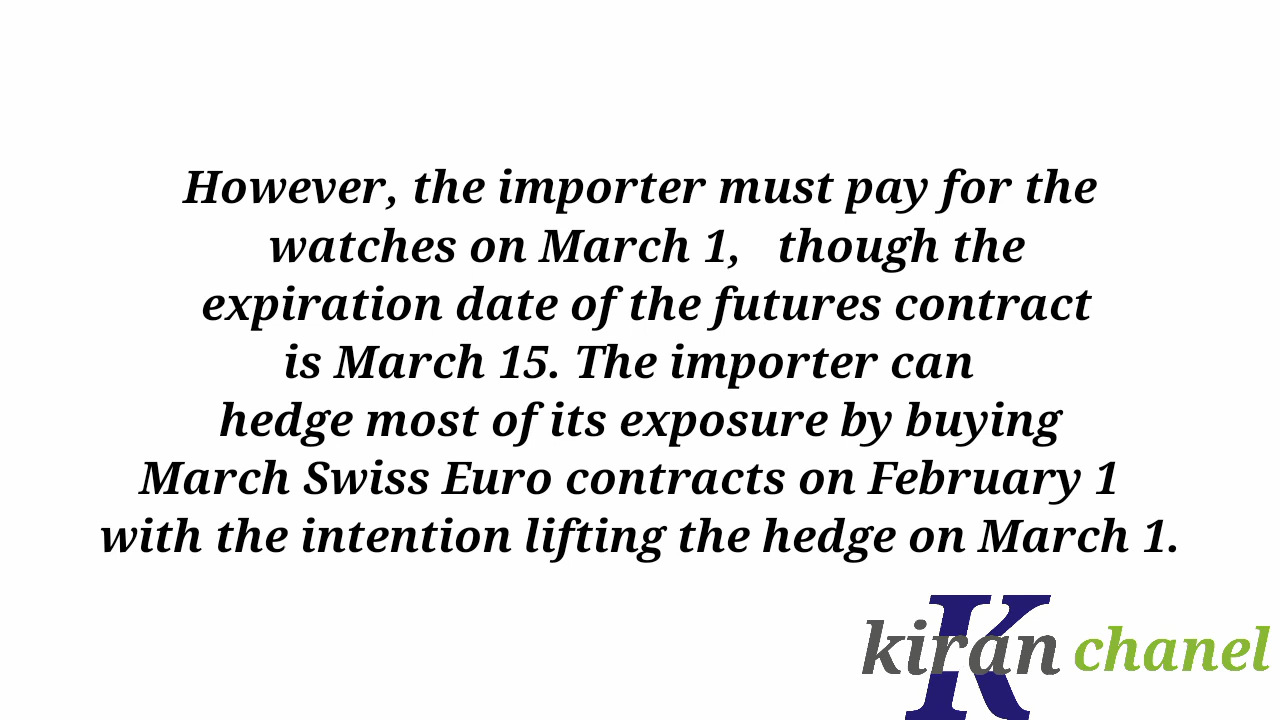 However, the importer must pay for the
watches on March 1, though the
expiration date of the futures contract
is March 15. The importer can
hedge most of its exposure by buying
March Swiss Euro contracts on February 1
with the intention lifting the hedge on March 1.
K
kiran chanel